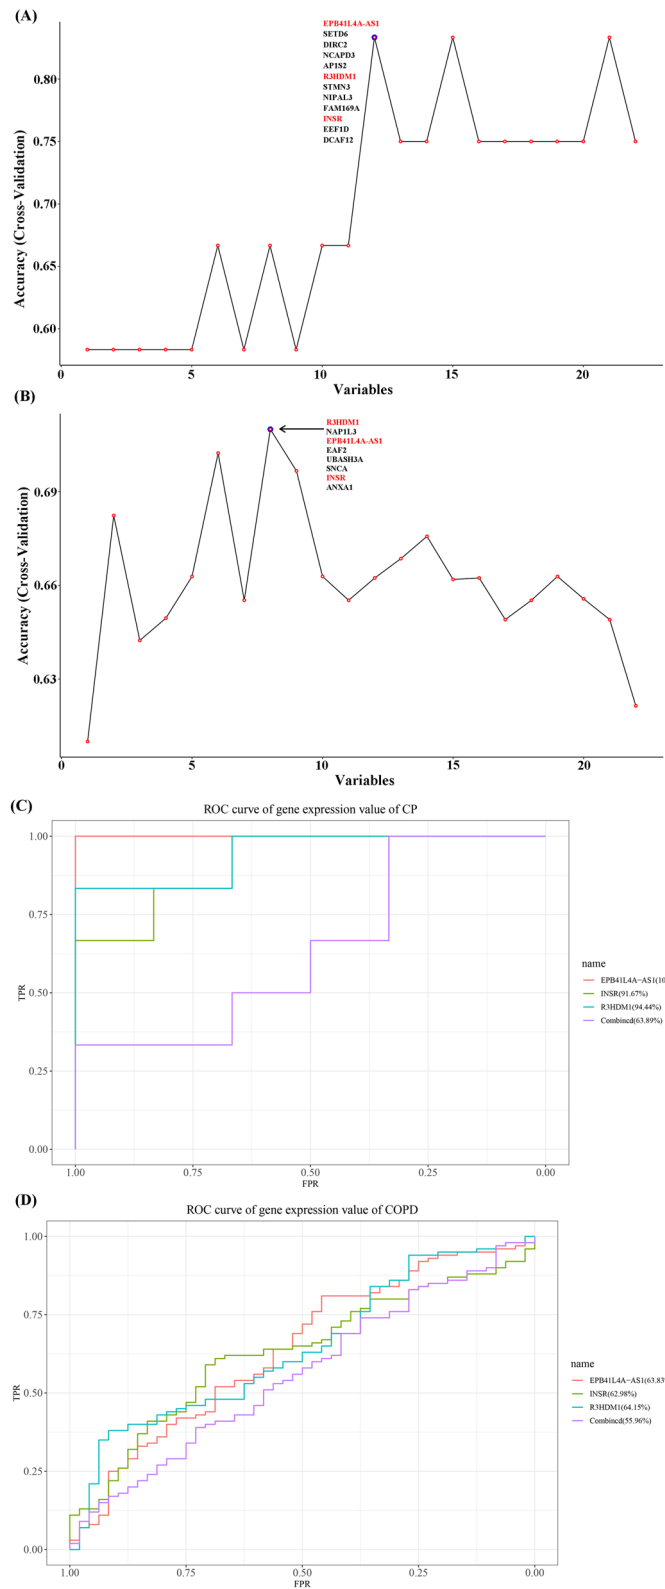 (A)
EPB41L4A-AS1
SETD6
DIRC2
NCAPD3
AP1S2
R3HDM1
STMN3
NIPAL3
FAM169A
INSR
EEF1D
DCAF12
0.80
0.75
0.70
0.65
0.60
Accuracy (Cross-Validation)
0 5 10 15 20
Variables
(B)
R3HDM1
NAP1L3
EPB41L4A-AS1
EAF2
UBASH3A
SNCA
INSR
ANXA1
0.69
0.66
0.63
Accuracy (Cross-Validation)
0 5 10 15 20
Variables
(C)
ROC curve of gene expression value of CP
1.00
0.75
0.50
0.25
0.00
TPR
1.00 0.75 0.50 0.25 0.00
FPR
name
EPB41L4A-AS1(10
INSR(91.67%)
R3HDM1(94.44%)
Combined(63.89%)
(D)
ROC curve of gene expression value of COPD
1.00
0.75
0.50
0.25
0.00
TPR
1.00 0.75 0.50 0.25 0.00
FPR
name
EPB41L4A-AS1(63.83%
INSR(62.98%)
R3HDM1(64.15%)
Combined(55.96%)